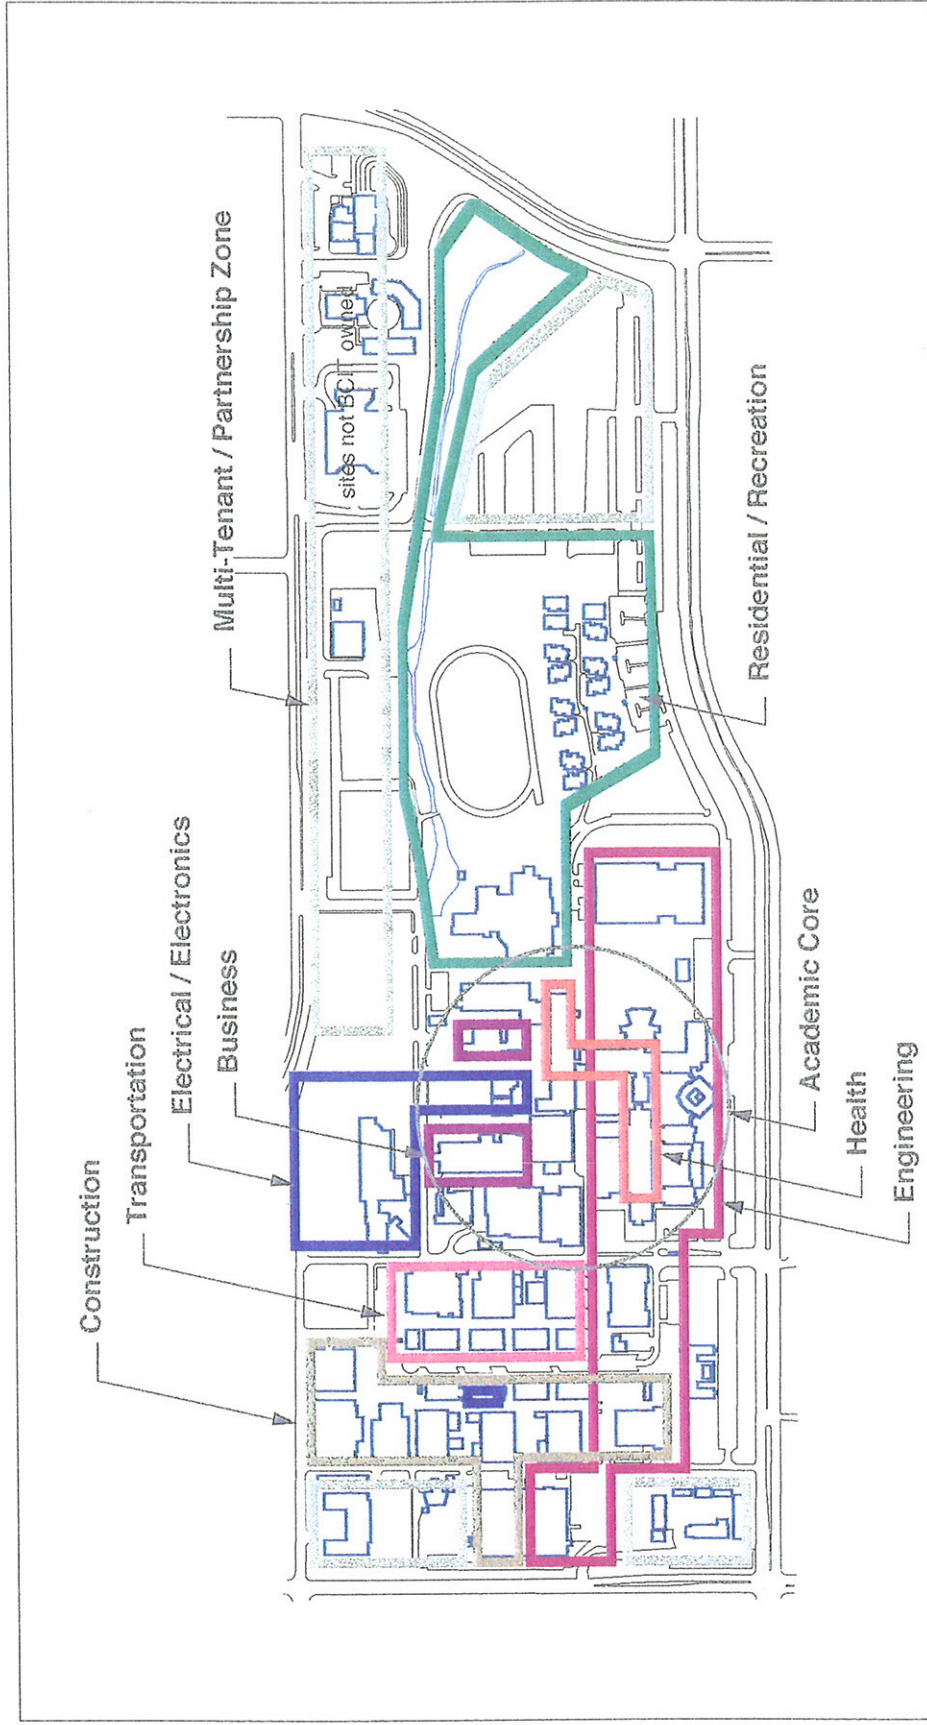 Construction
Transportation
Electrical / Electronics
Business
Multi-Tenant / Partnership Zone
sites not BCIT owned
Residential / Recreation
Academic Core
Health
Engineering